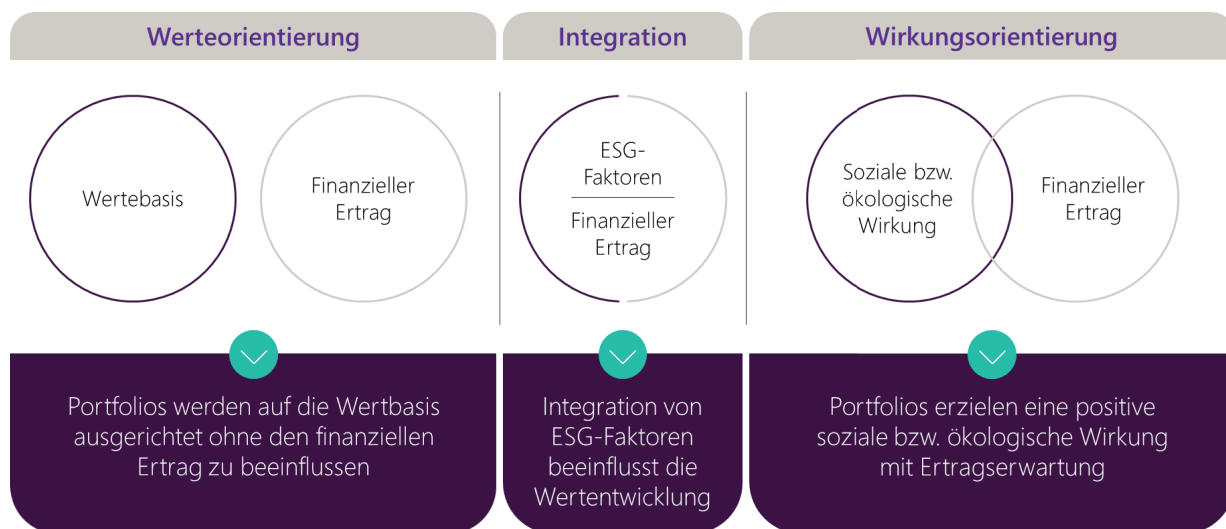 Werteorientierung
Wertebasis
Finanzieller
Ertrag
Portfolios werden auf die Wertbasis
ausgerichtet ohne den finanziellen
Ertrag zu beeinflussen
Integration
ESG-
Faktoren
Finanzieller
Ertrag
Integration von
ESG-Faktoren
beeinflusst die
Wertentwicklung
Wirkungsorientierung
Soziale bzw.
ökologische
Wirkung
Finanzieller
Ertrag
Portfolios erzielen eine positive
soziale bzw. ökologische Wirkung
mit Ertragserwartung